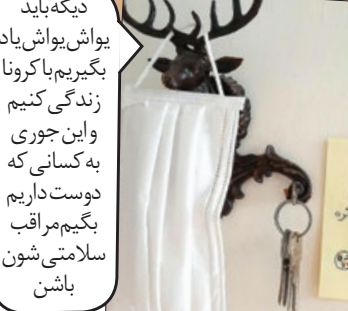 دیگه‌باید
یواش‌یواش‌یاد
بگیریم‌با‌کرونا
زندگی‌کنیم
و‌این‌جوری
به‌کسانی‌که
دوست‌داریم
بگیم‌مراقب
سلامتی‌شون
باشن